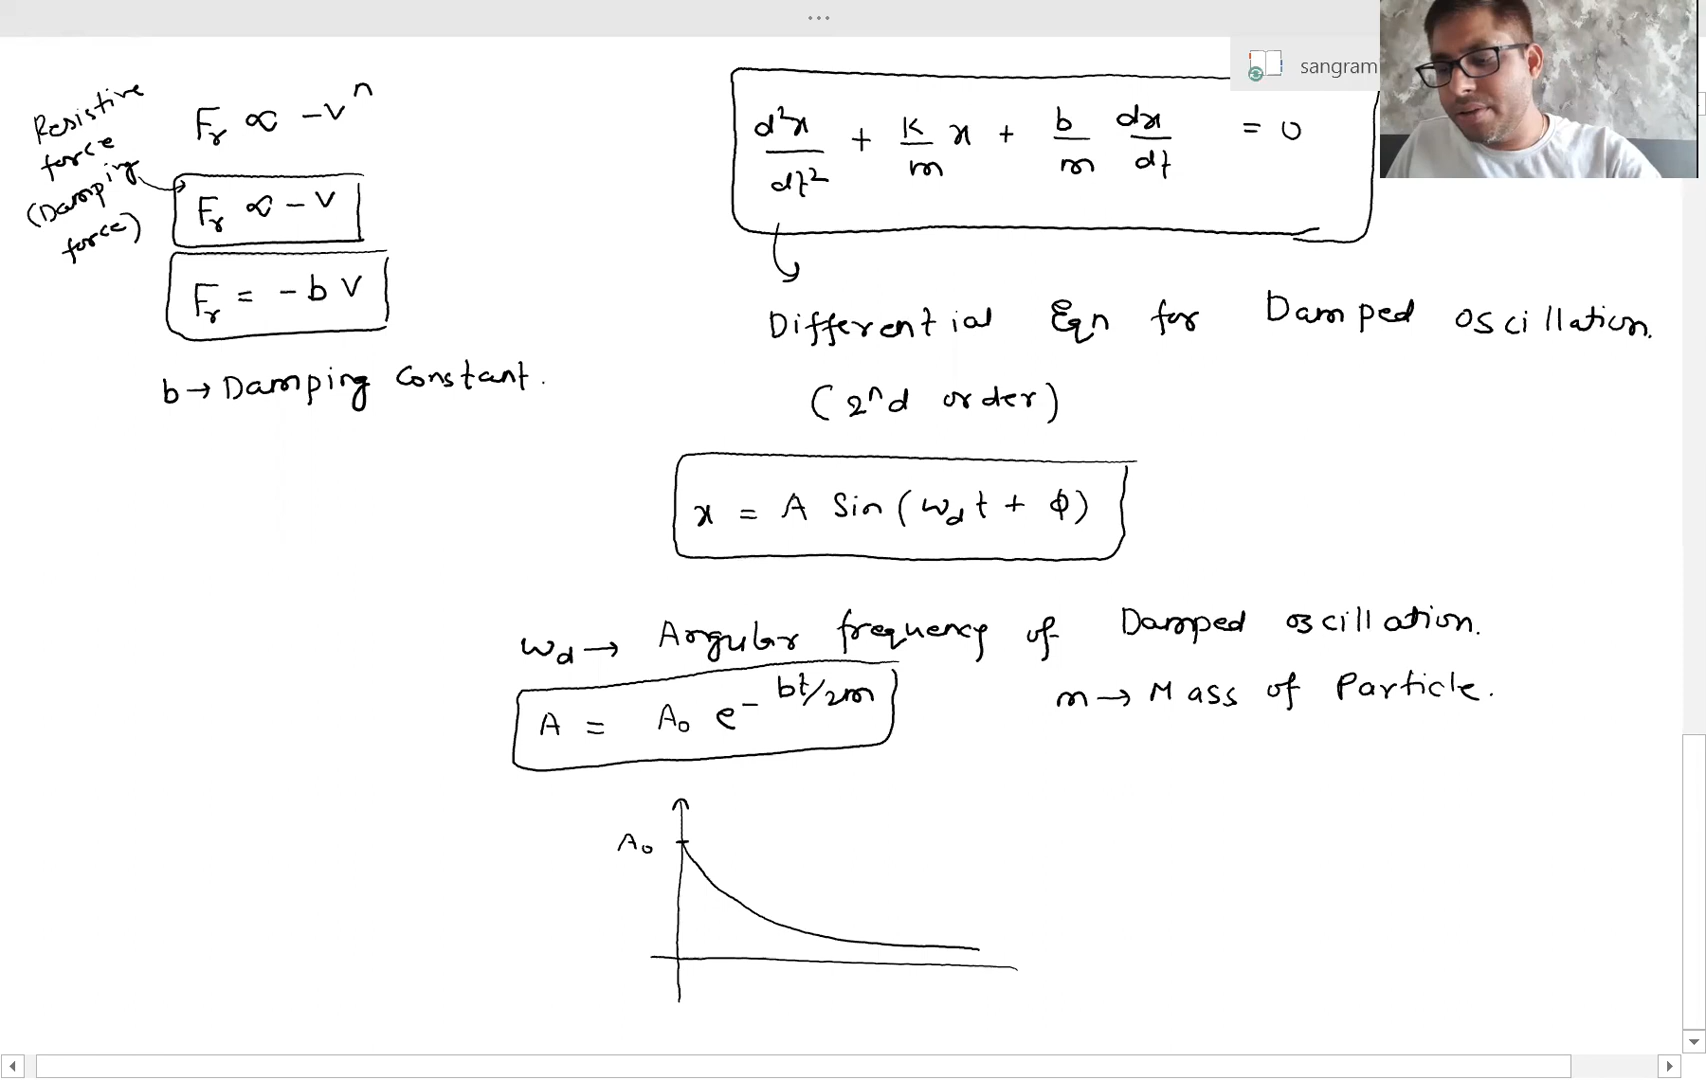 sangram
Resistive
force
(Damping
force)
Fr ∝ -vⁿ
Fr ∝ - v
Fr = - b v
b → Damping Constant.
d²x/dt² + K/m x + b/m dx/dt = 0
Differential Eqn for Damped oscillation.
(2nd order)
x = A Sin(ωd t + ϕ)
ωd → Angular frequency of Damped oscillation.
A = A₀ e^-bt/2m
m → Mass of Particle.
A₀